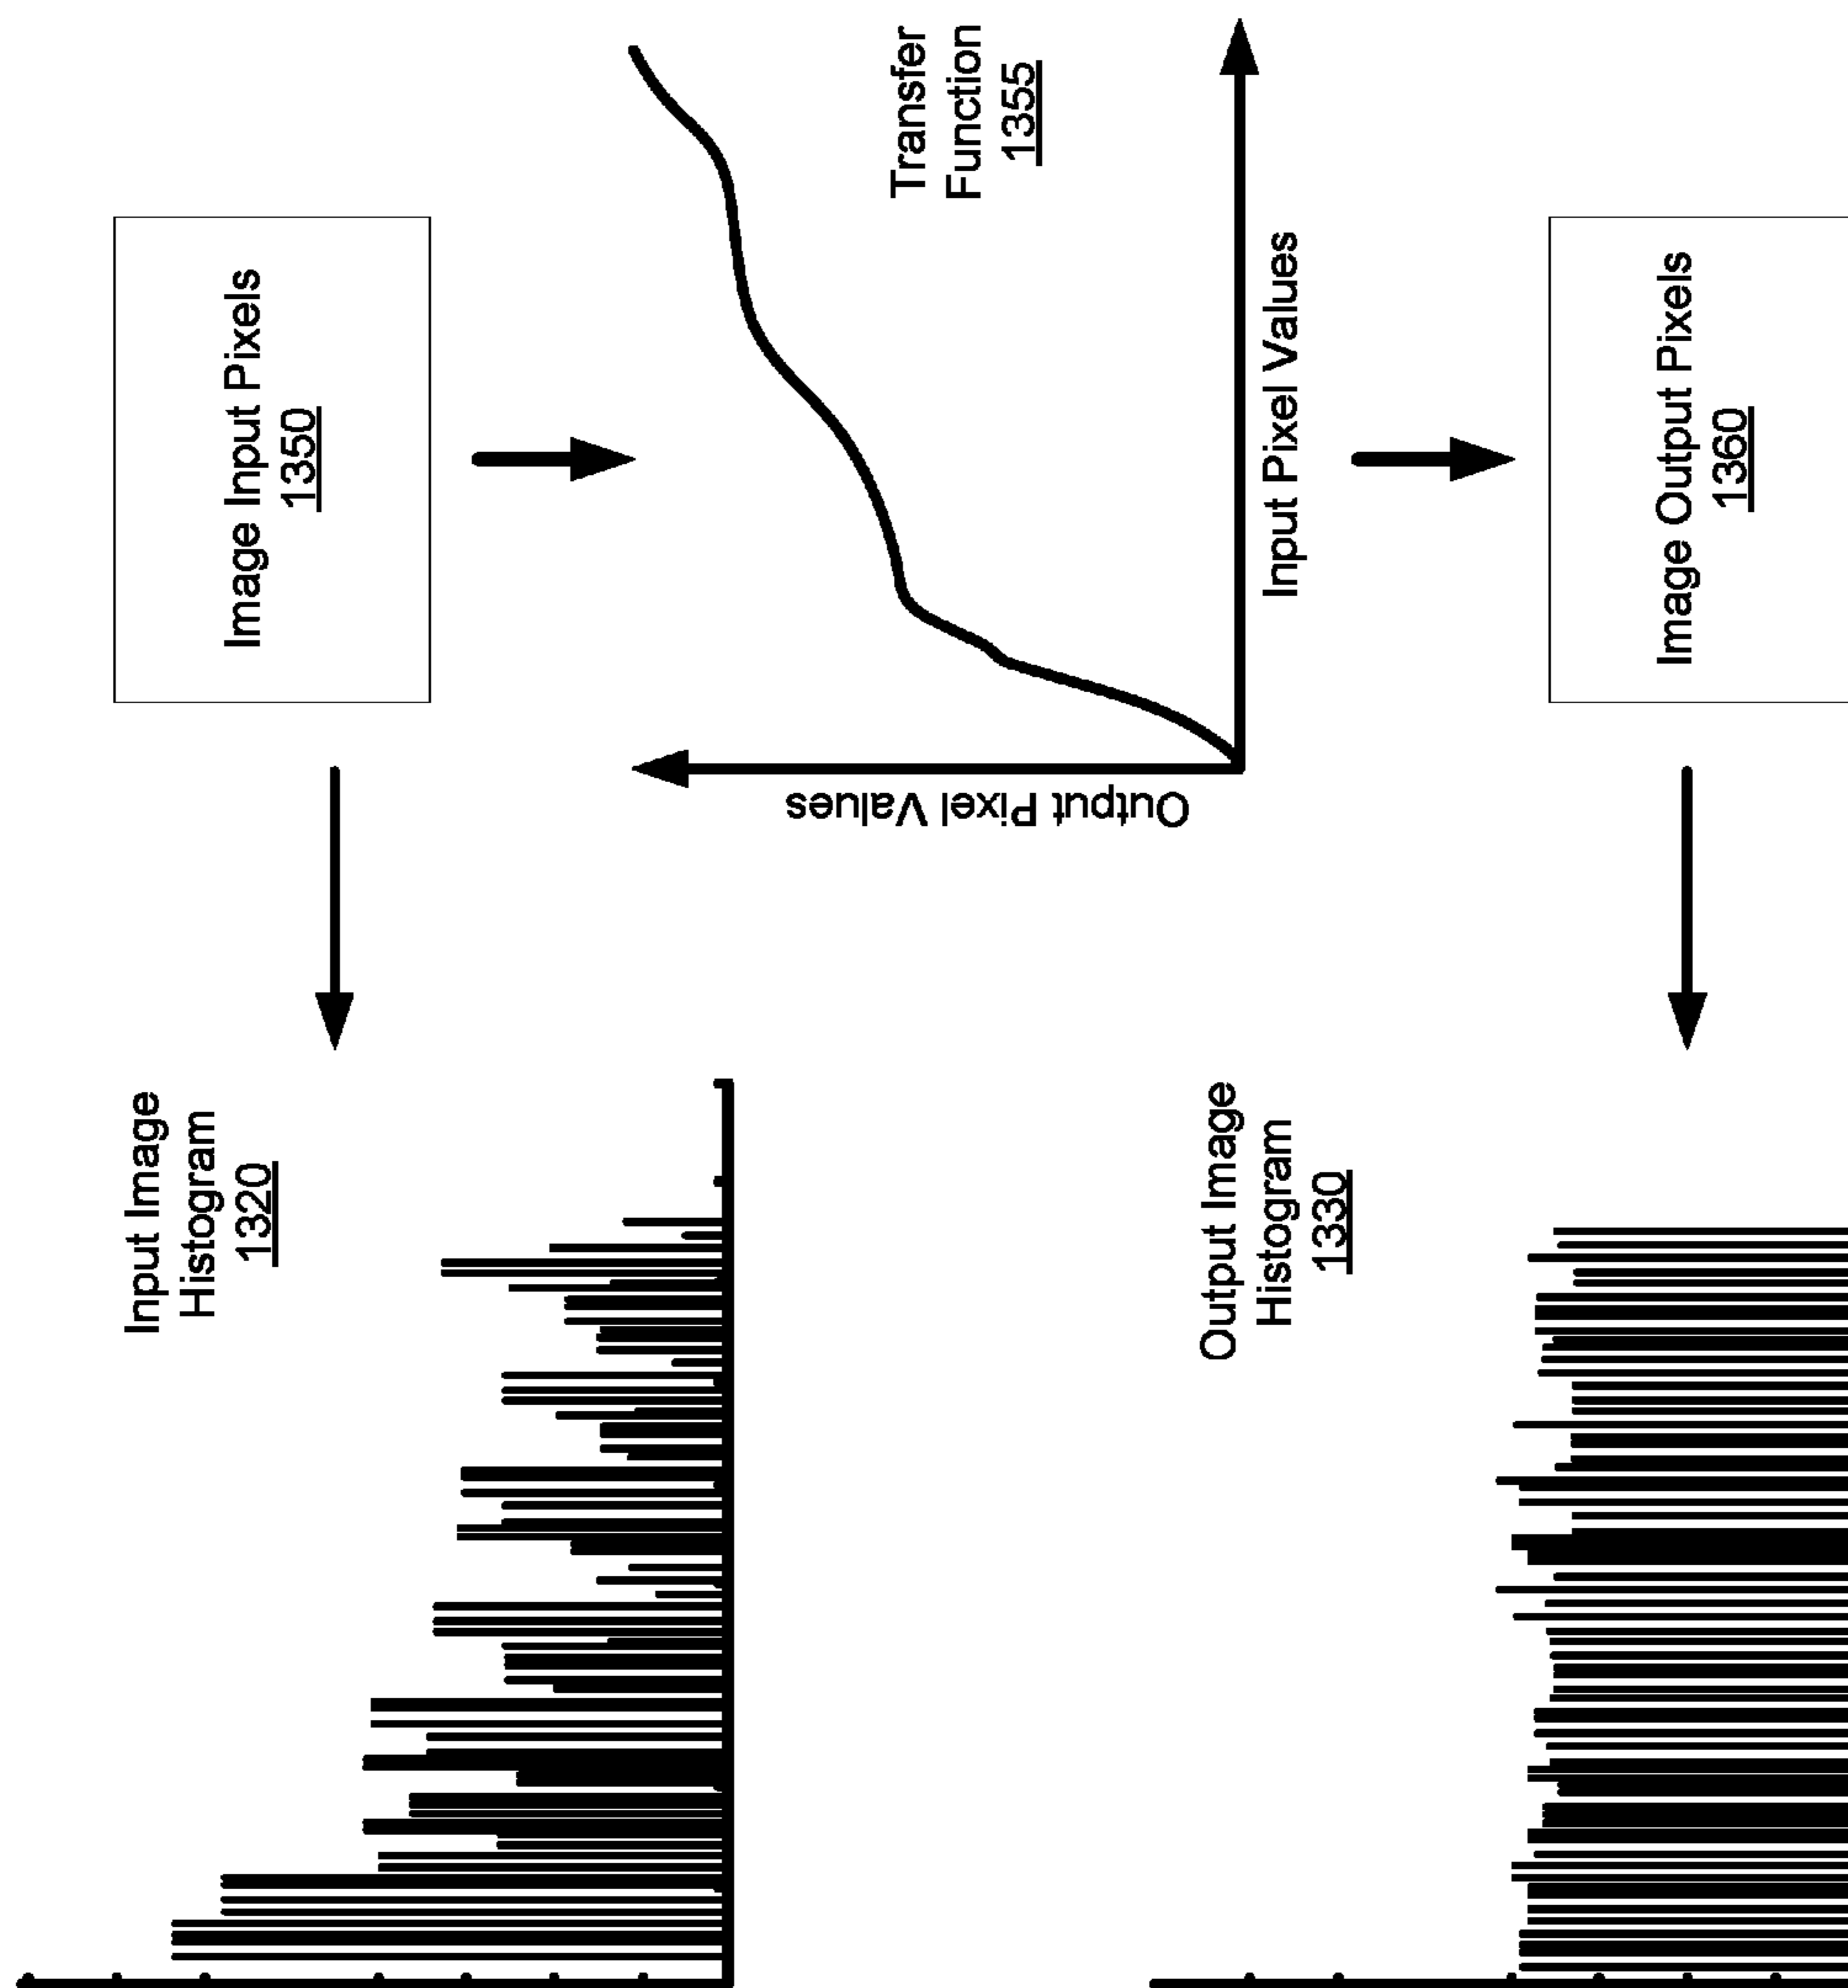 Image Input Pixels
1350
Transfer
Function
1355
Output Pixel Values
Input Pixel Values
Image Output Pixels
1360
Input Image
Histogram
1320
Output Image
Histogram
1330